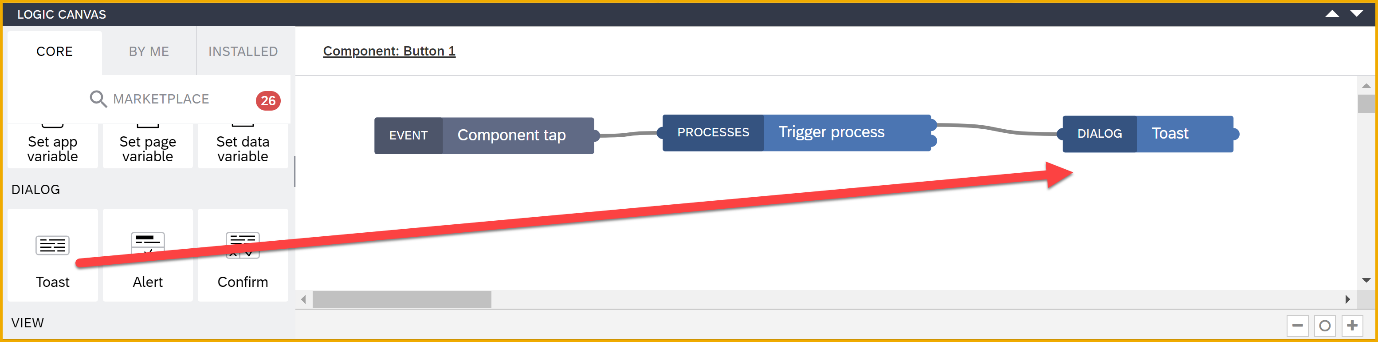 LOGIC CANVAS
CORE
BY ME
INSTALLED
MARKETPLACE
26
Set app
variable
Set page
variable
Set data
variable
DIALOG
Toast
Alert
Confirm
VIEW
Component: Button 1
EVENT Component tap
PROCESSES Trigger process
DIALOG Toast